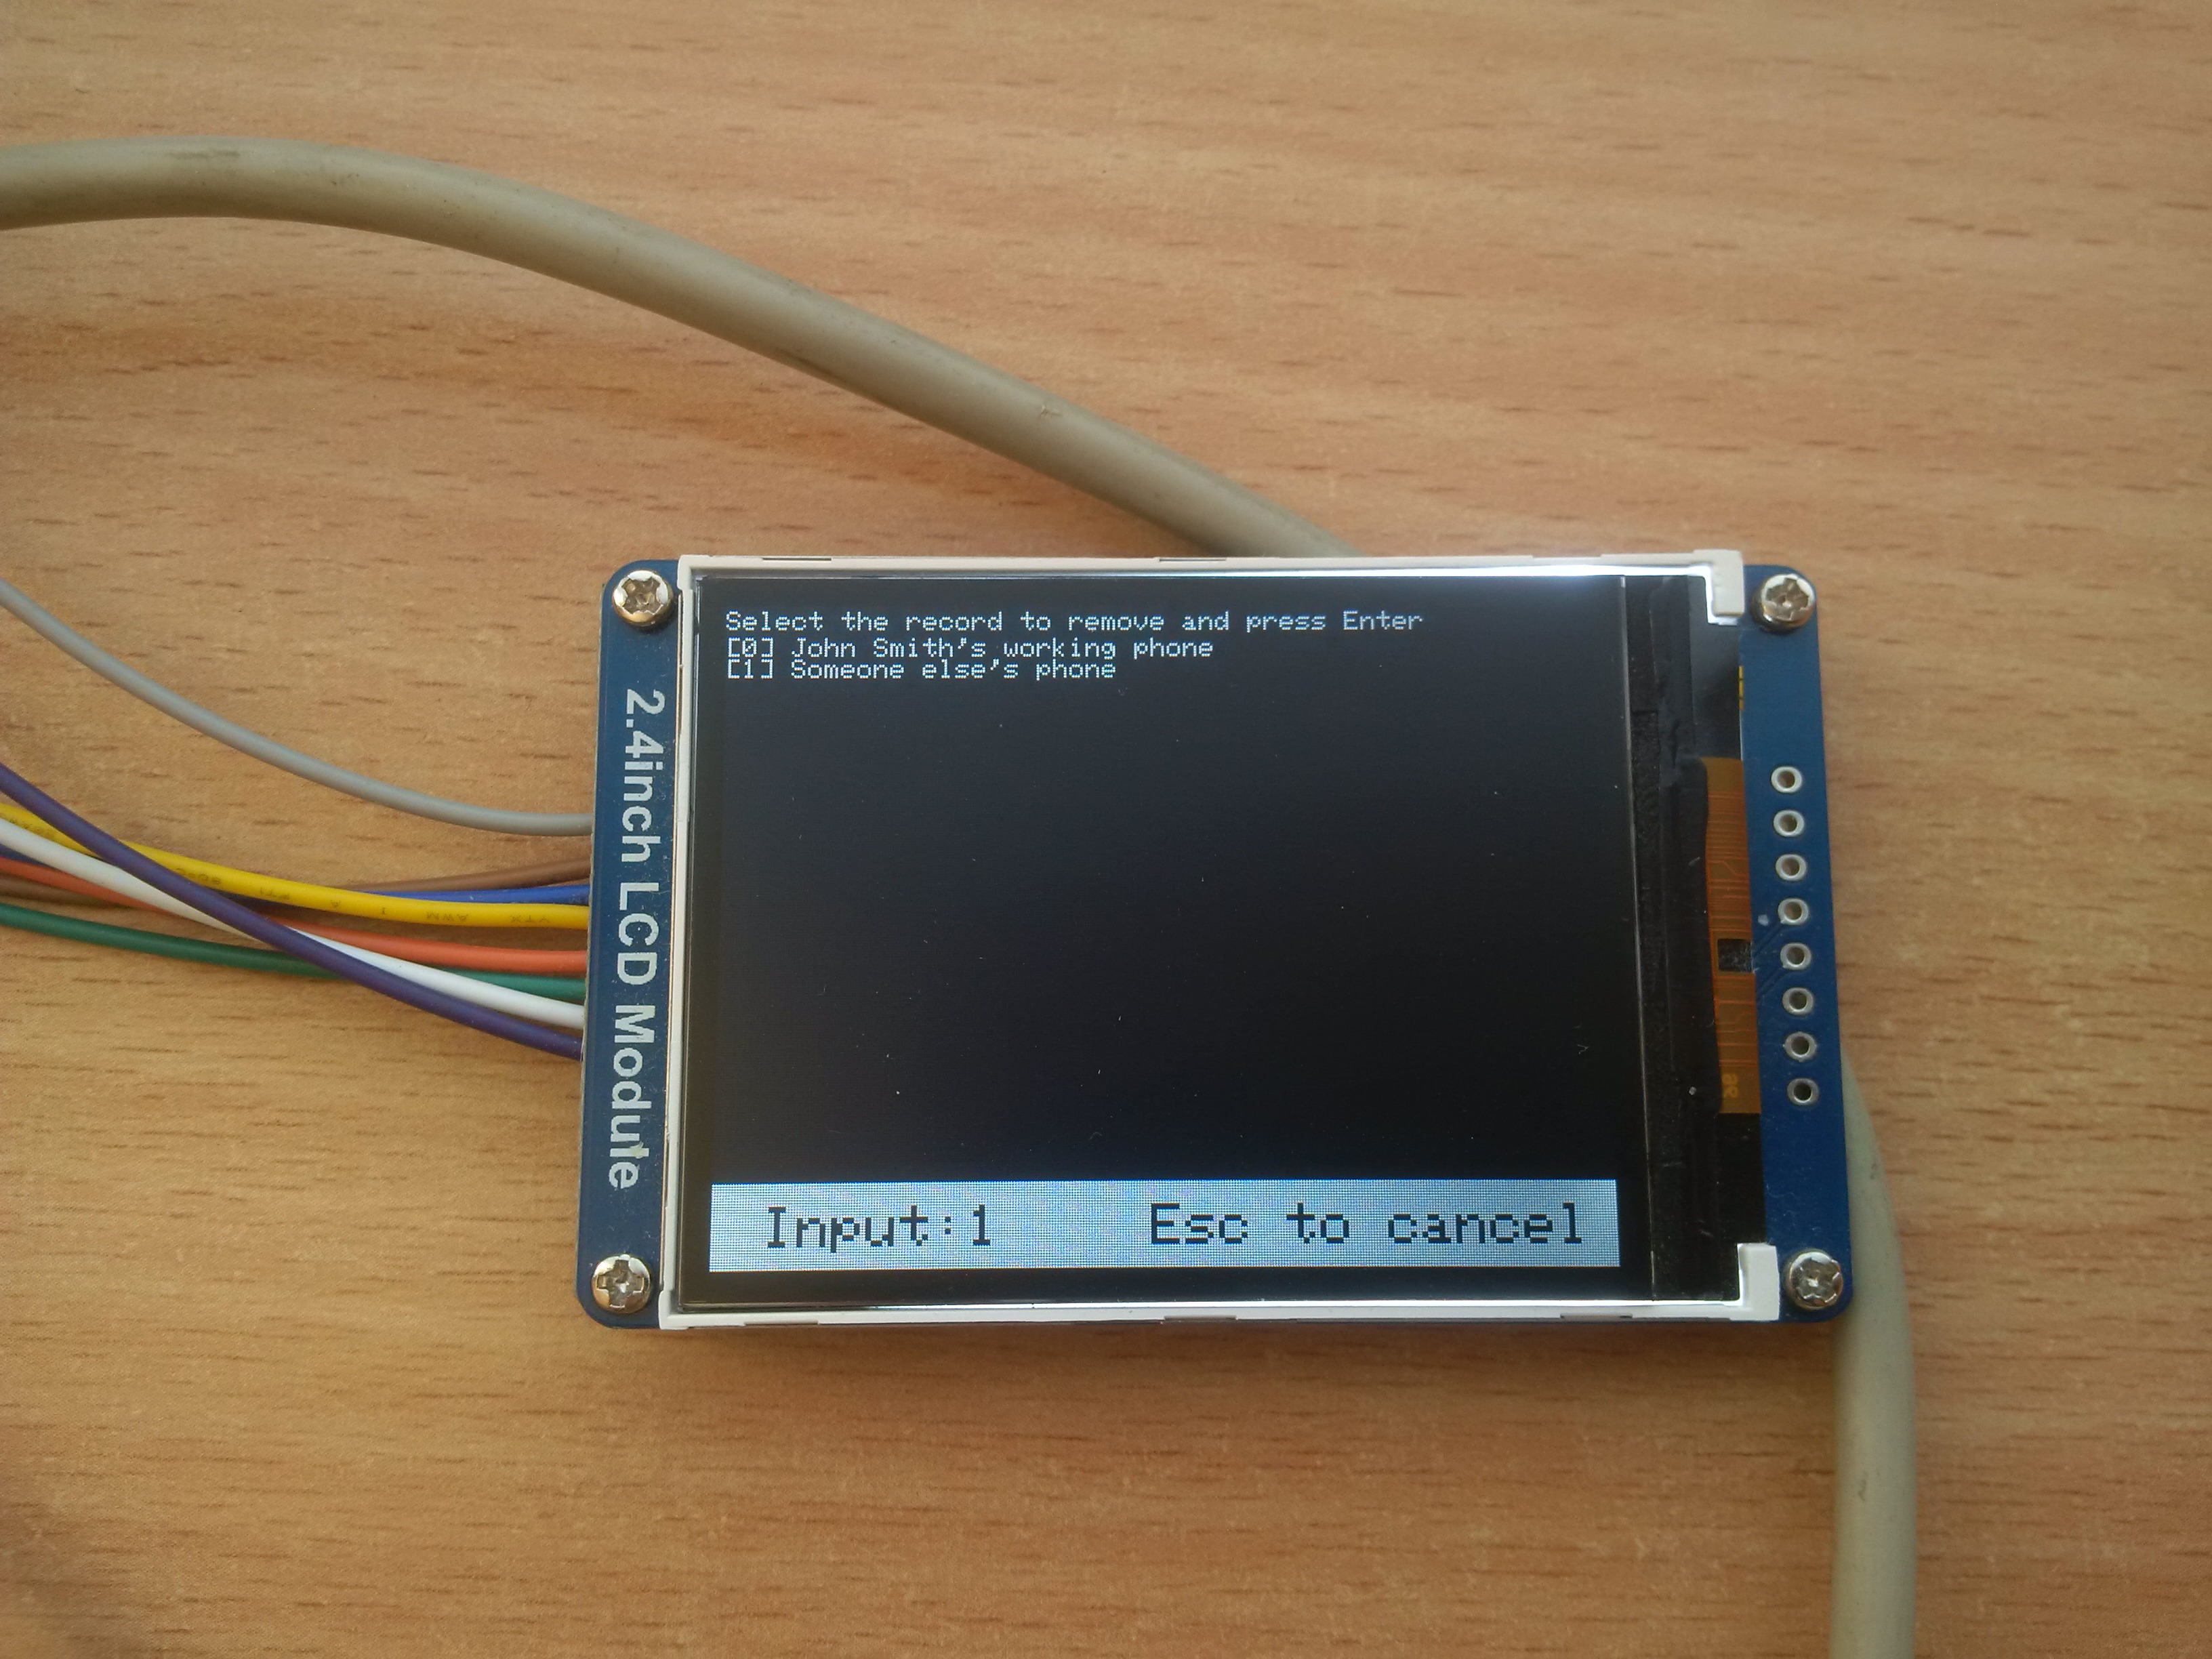 Select the record to remove and press Enter
[0] John Smith's working phone
[1] Someone else's phone
Input:1 Esc to cancel
2.4inch LCD Module